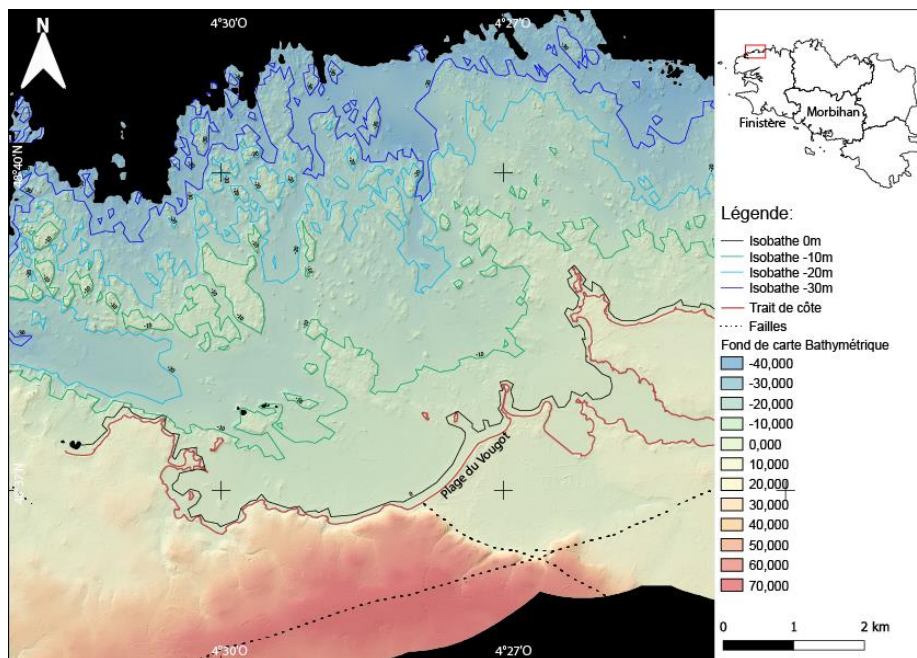 N
4°30'O
4°27'O
48°40'N
Finistère
Morbihan
Légende:
Isobathe 0m
Isobathe -10m
Isobathe -20m
Isobathe -30m
Trait de côte
Failles
Fond de carte Bathymétrique
-40,000
-30,000
-20,000
-10,000
0,000
10,000
20,000
30,000
40,000
50,000
60,000
70,000
Plage du Vougot
48°37'N
4°30'O
4°27'O
0
1
2 km